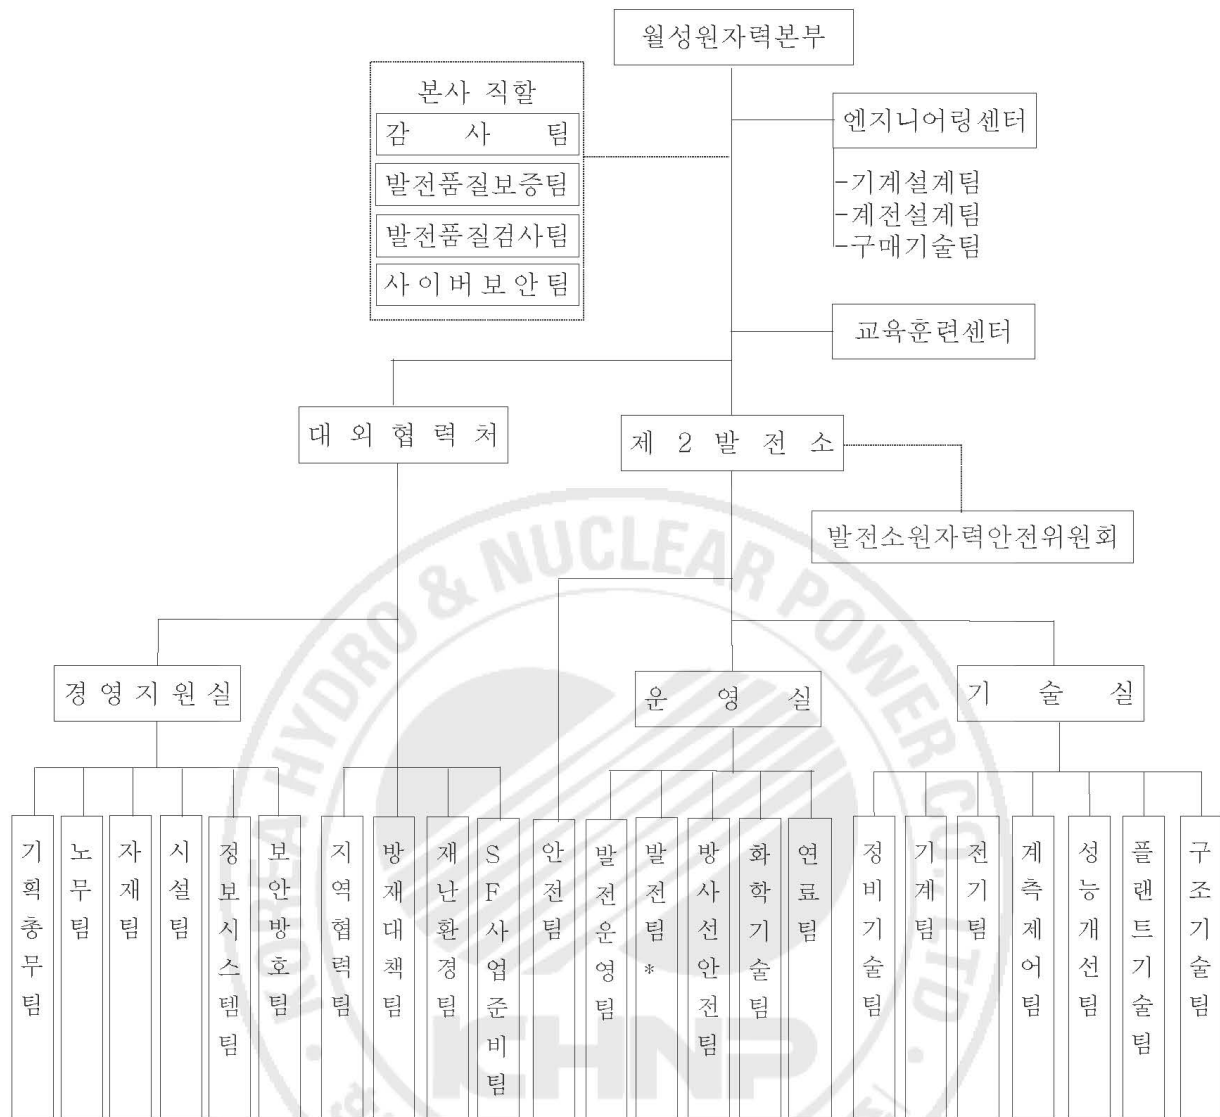 월성원자력본부
본사 직할
감 사 팀
발전품질보증팀
발전품질검사팀
사이버보안팀
엔지니어링센터
-기계설계팀
-계전설계팀
-구매기술팀
교육훈련센터
대 외 협 력 처
제 2 발 전 소
발전소원자력안전위원회
경 영 지 원 실
운 영 실
기 술 실
기획총무팀
노무팀
자재팀
시설팀
정보시스템팀
보안방호팀
지역협력팀
방재대책팀
재난환경팀
SF사업준비팀
안전팀
발전운영팀
발전팀*
방사선안전팀
화학기술팀
연료팀
정비기술팀
기계팀
전기팀
계측제어팀
성능개선팀
플랜트기술팀
구조기술팀
KOREA HYDRO & NUCLEAR POWER CO., LTD
KHNP